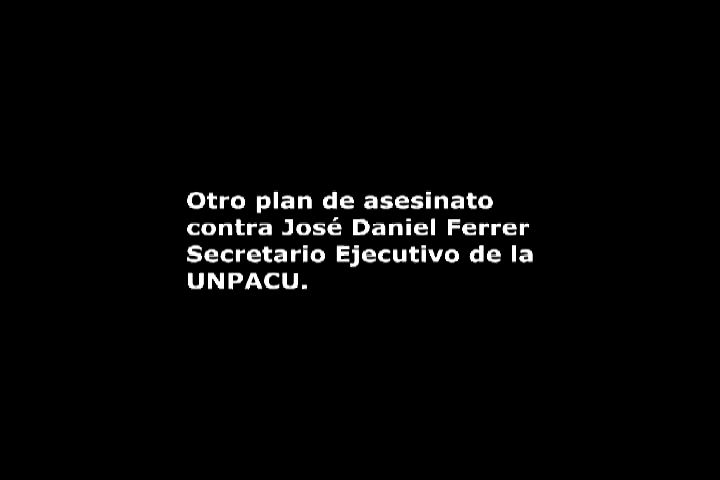 Otro plan de asesinato
contra José Daniel Ferrer
Secretario Ejecutivo de la
UNPACU.